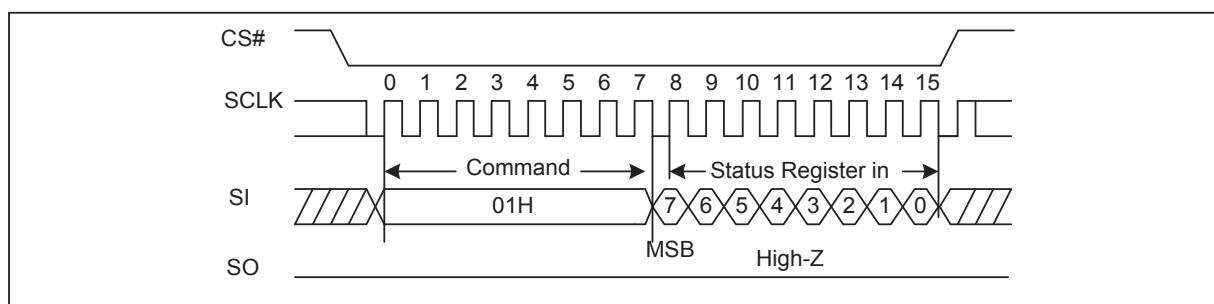 CS#
0 1 2 3 4 5 6 7 8 9 10 11 12 13 14 15
SCLK
Command Status Register in
SI 01H 7 6 5 4 3 2 1 0
MSB High-Z
SO